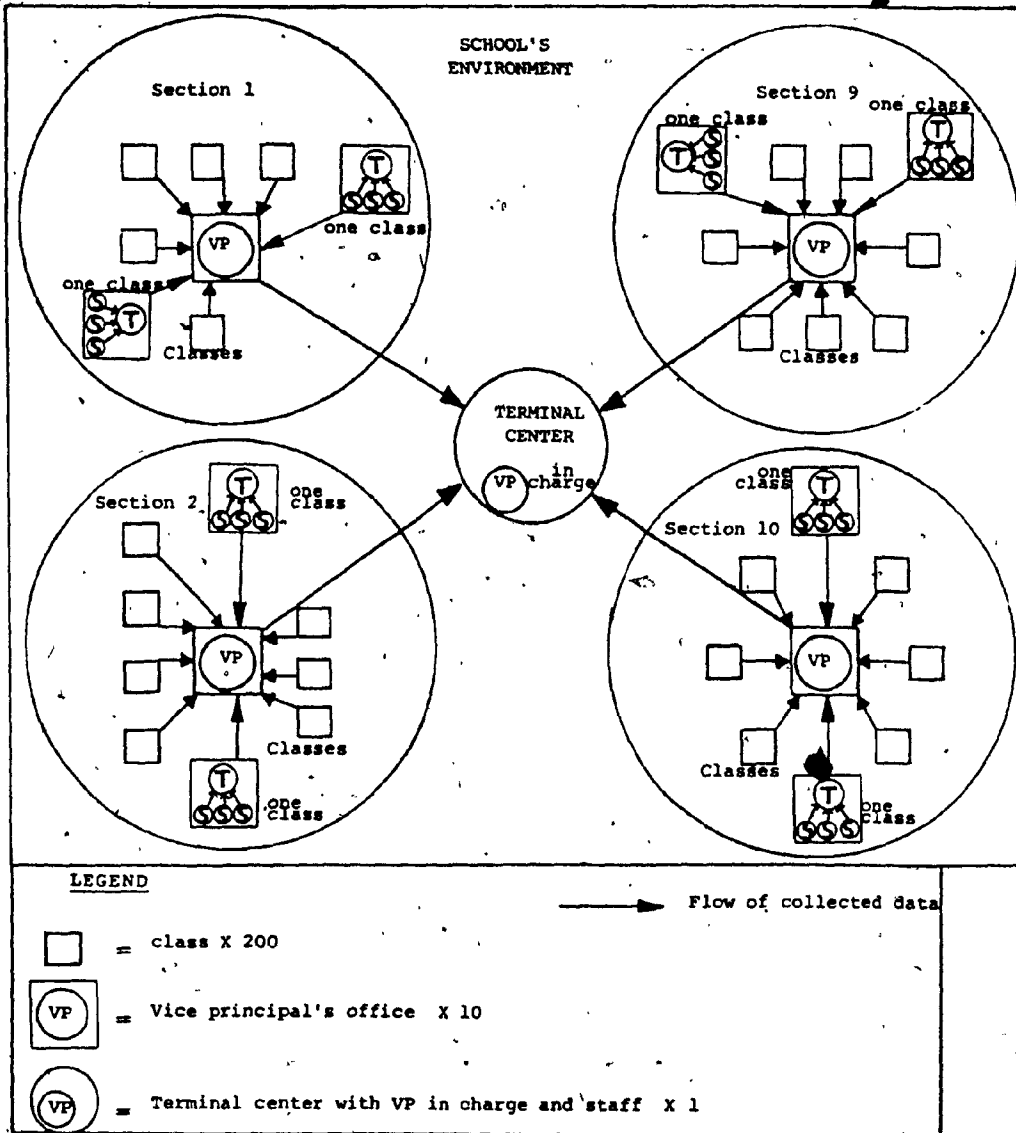 SCHOOL'S
ENVIRONMENT
Section 1
T
S S S
one class
VP
one class
S
S
S
T
Classes
Section 9
one class
T
S
S
S
one class
T
S S S
VP
Classes
TERMINAL
CENTER
VP in
charge
Section 2
T
S S S
one
class
VP
Classes
T
S S S
one
class
Section 10
one
class
T
S S S
VP
Classes
T
S S S
one
class
LEGEND
Flow of collected data
= class X 200
VP = Vice principal's office X 10
VP = Terminal center with VP in charge and staff X 1